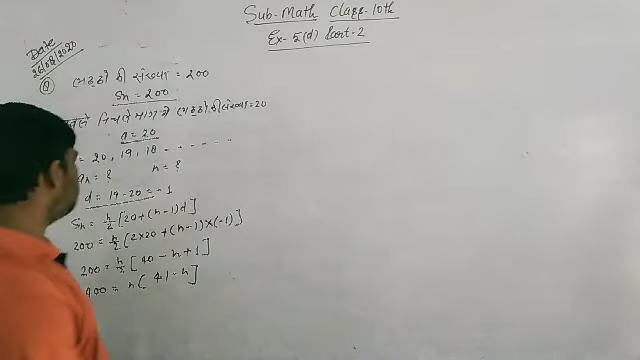 Sub-Math Class-10th
Ex-5(d) Part-2
Date
26/08/2020
लट्ठों की संख्या = 200
Sn = 200
निचले भाग में लट्ठों की संख्या = 20
a = 20
= 20, 19, 18 - - - - - - -
an = ? n = ?
d = 19 - 20 = -1
Sn = n/2 [2a + (n-1)d]
200 = n/2 [2×20 + (n-1)×(-1)]
200 = n/2 [40 - n + 1]
400 = n [41 - n]